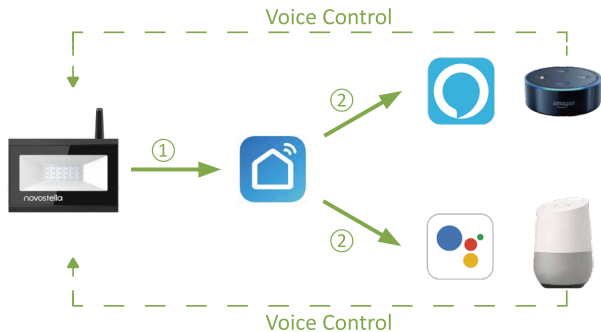 Voice Control
②
①
amazon
novostella
②
Voice Control